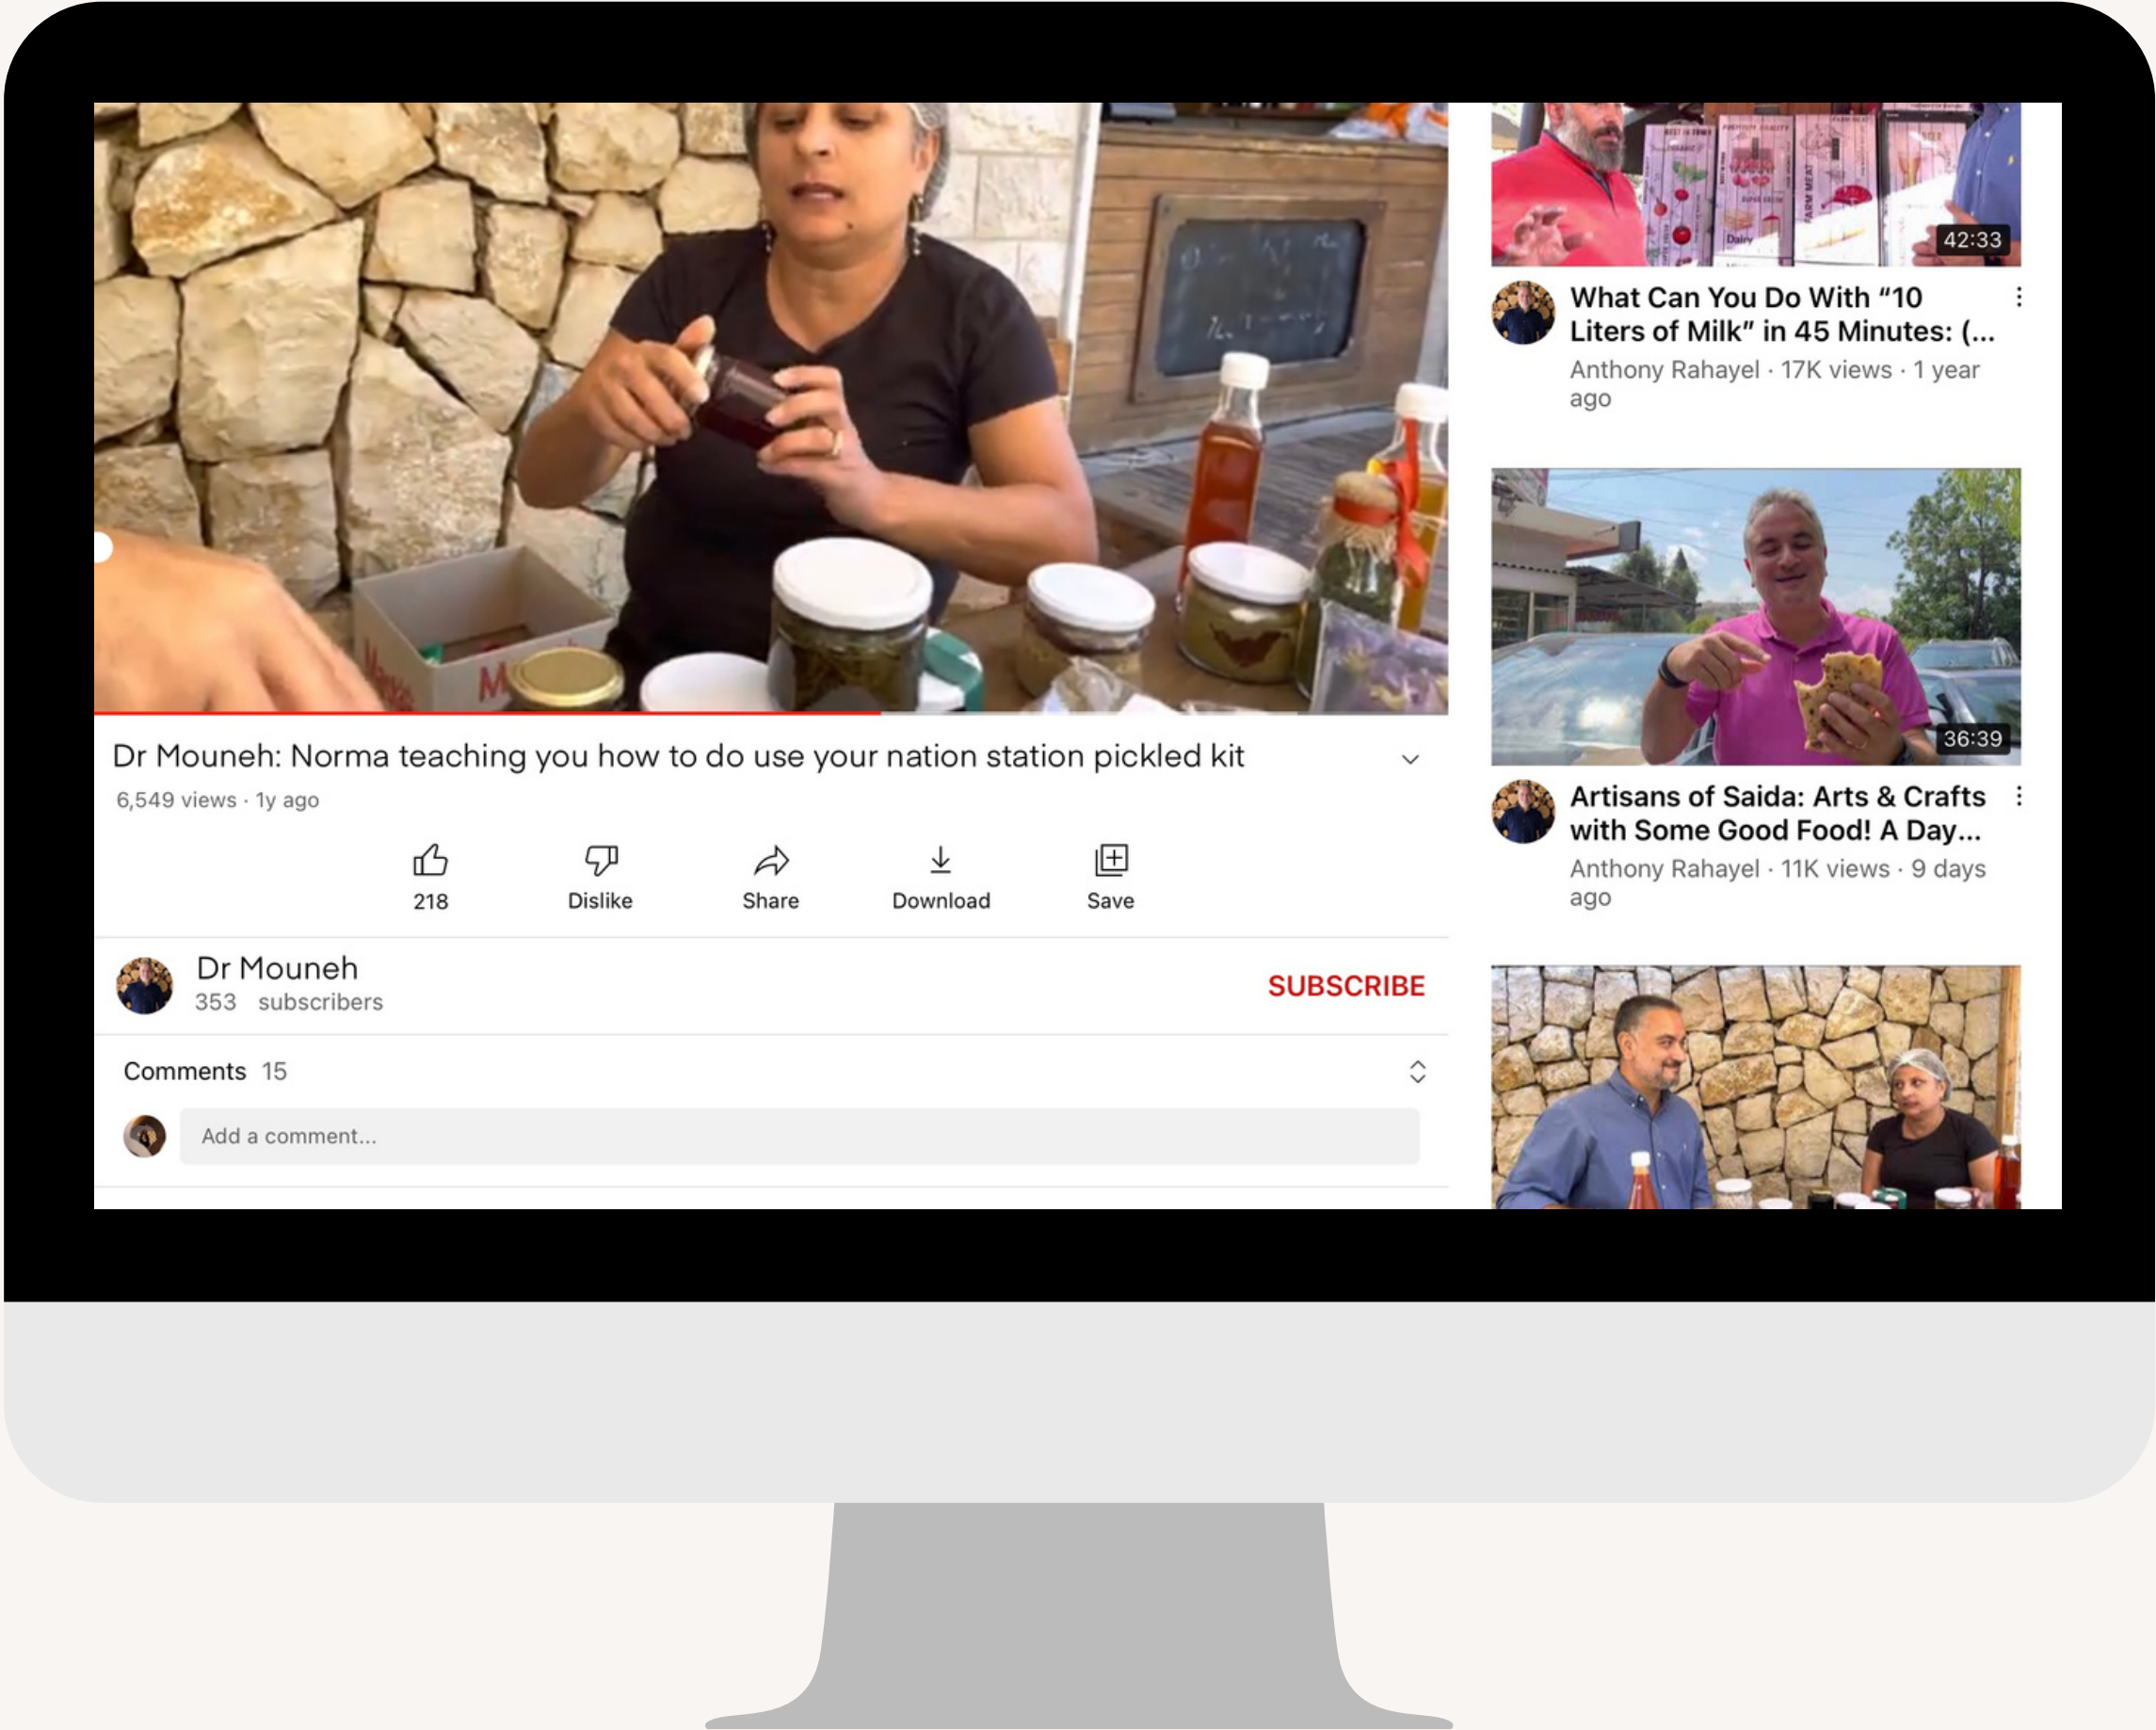 Dr Mouneh: Norma teaching you how to do use your nation station pickled kit
6,549 views · 1y ago
218
Dislike
Share
Download
Save
Dr Mouneh
353 subscribers
SUBSCRIBE
Comments 15
Add a comment...
FARM MEAT
Dairy
42:33
What Can You Do With “10
Liters of Milk” in 45 Minutes: (...
Anthony Rahayel · 17K views · 1 year
ago
36:39
Artisans of Saida: Arts & Crafts
with Some Good Food! A Day...
Anthony Rahayel · 11K views · 9 days
ago